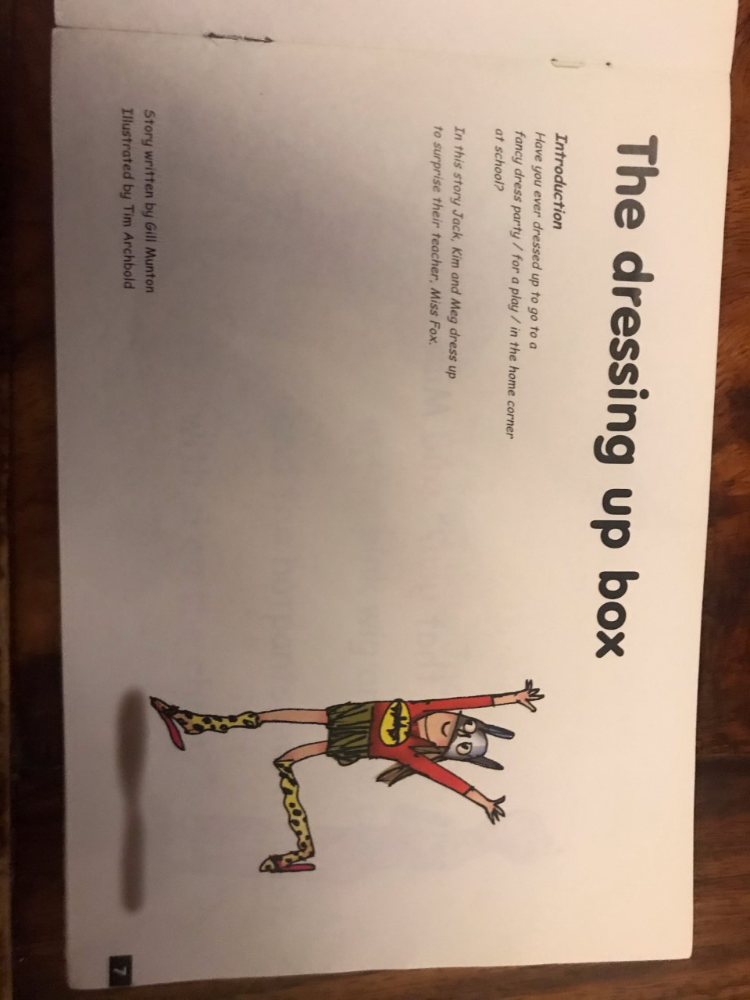 The dressing up box
Introduction
Have you ever dressed up to go to a
fancy dress party / for a play / in the home corner
at school?
In this story Jack, Kim and Meg dress up
to surprise their teacher, Miss Fox.
Story written by Gill Munton
Illustrated by Tim Archbold
7